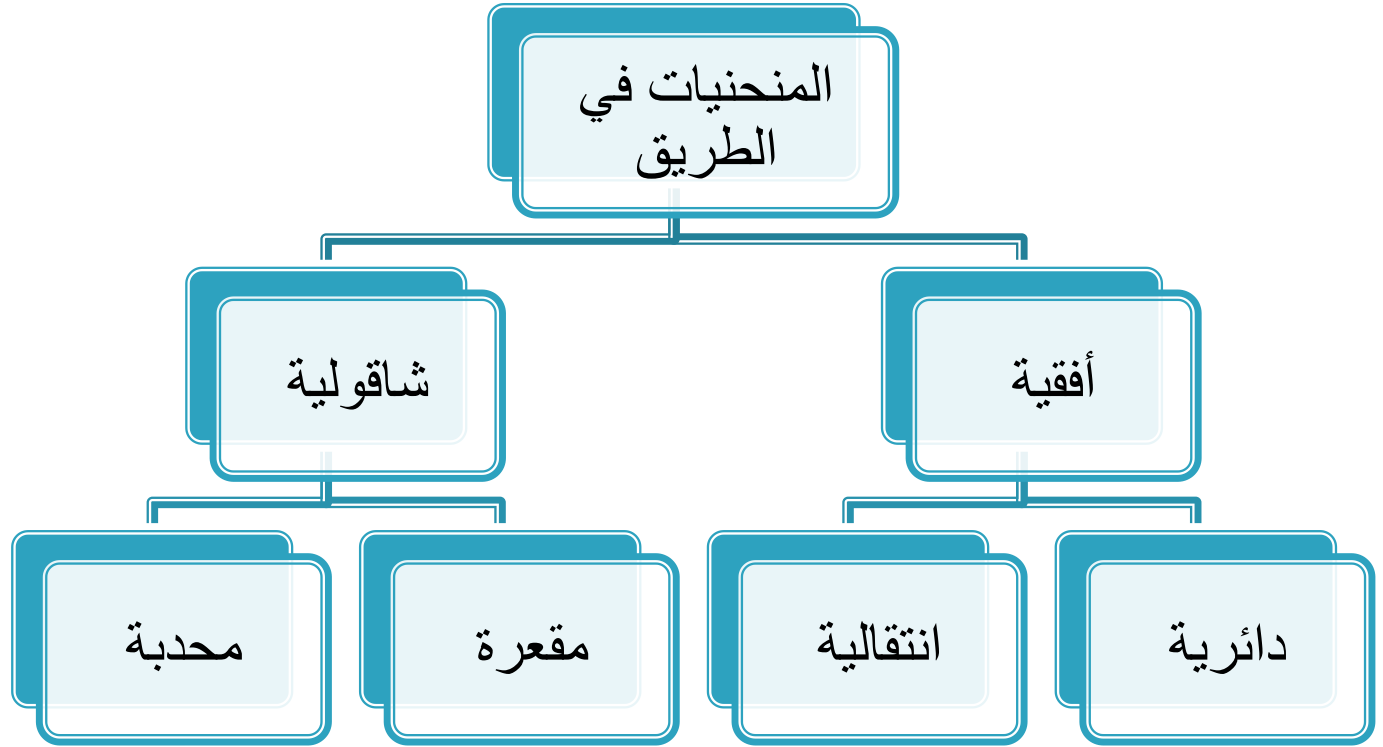 المنحنيات في
الطريق
أفقية
شاقولية
دائرية
انتقالية
مقعرة
محدبة